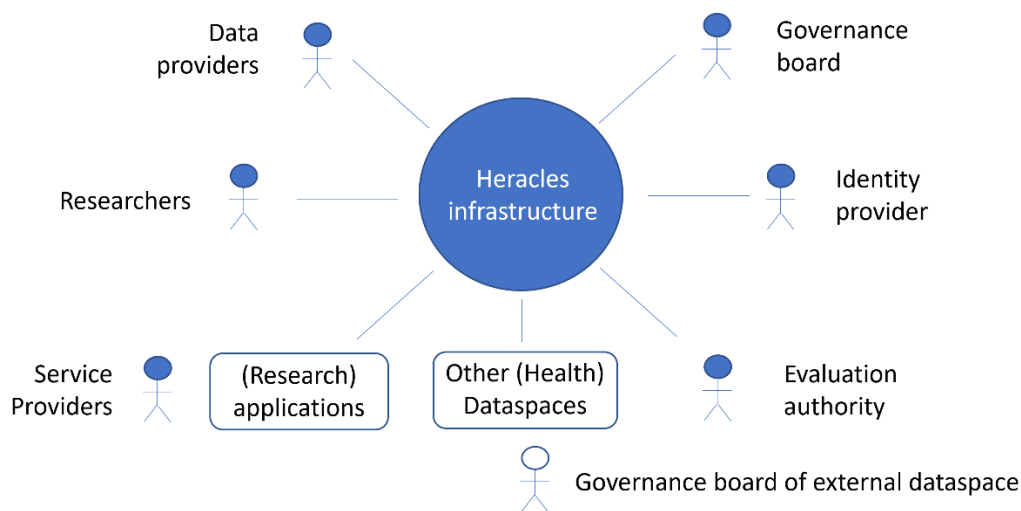 Data
providers
Governance
board
Researchers
Heracles
infrastructure
Identity
provider
Service
Providers
(Research)
applications
Other (Health)
Dataspaces
Evaluation
authority
Governance board of external dataspace